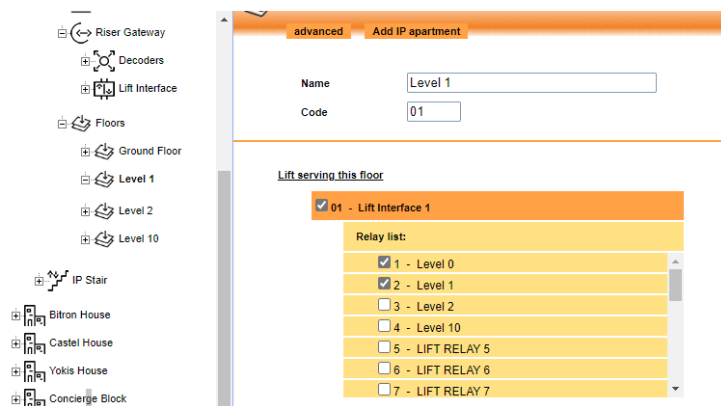 Riser Gateway
Decoders
Lift Interface
Floors
Ground Floor
Level 1
Level 2
Level 10
IP Stair
Bitron House
Castel House
Yokis House
Concierge Block
advanced Add IP apartment
Name Level 1
Code 01
Lift serving this floor
01 - Lift Interface 1
Relay list:
1 - Level 0
2 - Level 1
3 - Level 2
4 - Level 10
5 - LIFT RELAY 5
6 - LIFT RELAY 6
7 - LIFT RELAY 7